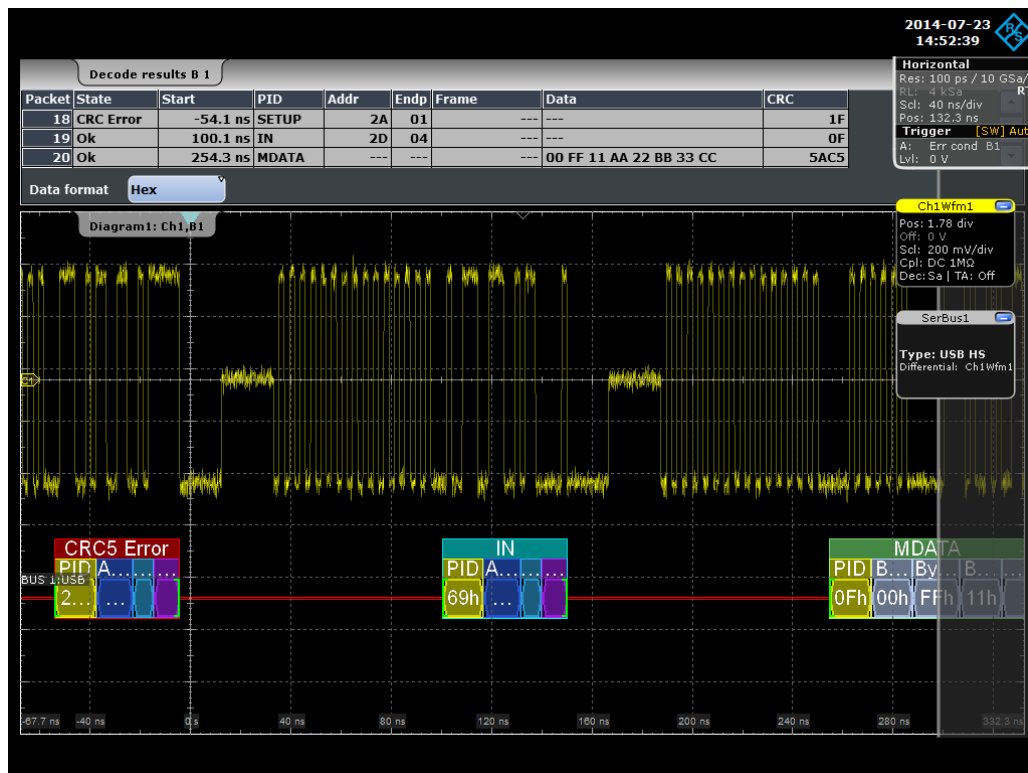 2014-07-23
14:52:39
R/S
Decode results B 1
Packet State Start PID Addr Endp Frame Data CRC
18 CRC Error -54.1 ns SETUP 2A 01 --- --- 1F
19 Ok 100.1 ns IN 2D 04 --- --- 0F
20 Ok 254.3 ns MDATA --- --- --- 00 FF 11 AA 22 BB 33 CC 5AC5
Data format Hex
Horizontal
Res: 100 ps / 10 GSa/
RL: 4 kSa R
Scl: 40 ns/div
Pos: 132.3 ns
Trigger [SW] Aut
A: Err cond B1
Lvl: 0 V
Diagram1: Ch1,B1
Ch1Wfm1
Pos: 1.78 div
Off: 0 V
Scl: 200 mV/div
Cpl: DC 1MΩ
Dec:Sa | TA: Off
SerBus1
Type: USB HS
Differential: Ch1Wfm1
C1
CRC5 Error IN MDATA
PID A... ... ... PID A... ... ... PID B... By... B...
BUS 1:USB
2... ... 69h ... 0Fh 00h FFh 11h
-67.7 ns -40 ns 0 s 40 ns 80 ns 120 ns 160 ns 200 ns 240 ns 280 ns 332.3 ns